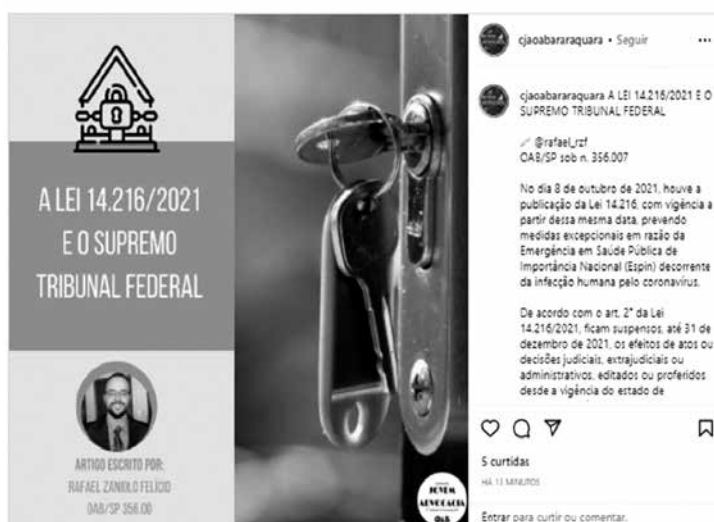 A LEI 14.216/2021
E O SUPREMO
TRIBUNAL FEDERAL
ARTIGO ESCRITO POR:
RAFAEL ZANIOLO FELÍCIO
OAB/SP 356.00
JOVEM
ADVOCACIA
OAB
cjaoabararaquara • Seguir
cjaoabararaquara A LEI 14.216/2021 E O
SUPREMO TRIBUNAL FEDERAL
@rafael_rzf
OAB/SP sob n. 356.007
No dia 8 de outubro de 2021, houve a
publicação da Lei 14.216, com vigência a
partir dessa mesma data, prevendo
medidas excepcionais em razão da
Emergência em Saúde Pública de
Importância Nacional (Espin) decorrente
da infecção humana pelo coronavírus.
De acordo com o art. 2° da Lei
14.216/2021, ficam suspensos, até 31 de
dezembro de 2021, os efeitos de atos ou
decisões judiciais, extrajudiciais ou
administrativos, editados ou proferidos
desde a vigência do estado de
5 curtidas
HÁ 13 MINUTOS
Entrar para curtir ou comentar.